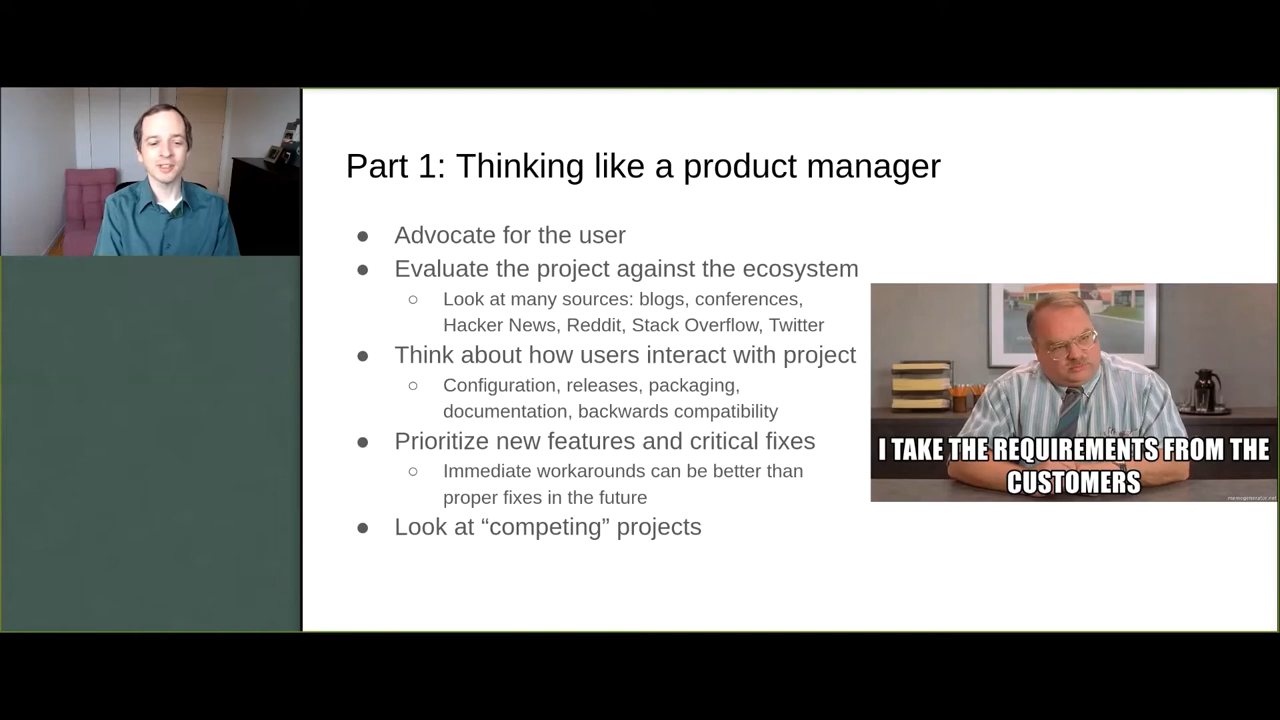 Part 1: Thinking like a product manager
● Advocate for the user
● Evaluate the project against the ecosystem
○ Look at many sources: blogs, conferences,
Hacker News, Reddit, Stack Overflow, Twitter
● Think about how users interact with project
○ Configuration, releases, packaging,
documentation, backwards compatibility
● Prioritize new features and critical fixes
○ Immediate workarounds can be better than
proper fixes in the future
● Look at “competing” projects
I TAKE THE REQUIREMENTS FROM THE
CUSTOMERS
memegenerator.net